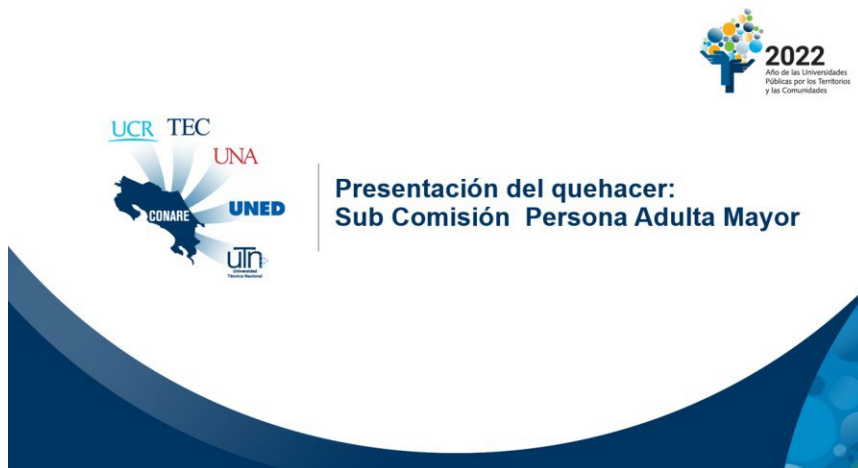 2022
Año de las Universidades
Públicas por los Territorios
y las Comunidades
UCR TEC
UNA
CONARE
UNED
UTN
Universidad
Técnica Nacional
Presentación del quehacer:
Sub Comisión Persona Adulta Mayor